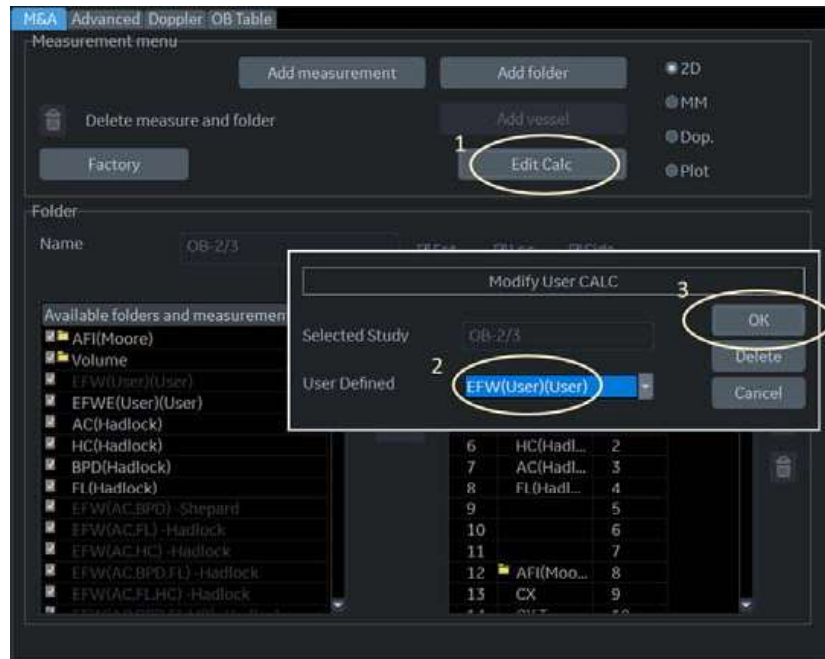 M&A Advanced Doppler OB Table
Measurement menu
Add measurement Add folder 2D
MM
Delete measure and folder Add vessel
Dop.
1
Factory Edit Calc Plot
Folder
Name OB-2/3
Modify User CALC
3
Available folders and measuremen
Selected Study OB-2/3 OK
AFI(Moore)
Volume
Delete
2
EFW(User)(User)
User Defined EFW(User)(User) Cancel
EFWE(User)(User)
AC(Hadlock)
HC(Hadlock) 6 HC(Hadl... 2
BPD(Hadlock) 7 AC(Hadl... 3
FL(Hadlock) 8 FL(Hadl... 4
EFW(AC,BPD) -Shepard 9 5
EFW(AC,FL) -Hadlock 10 6
EFW(AC,HC) -Hadlock 11 7
EFW(AC,BPD,FL) -Hadlock 12 AFI(Moo... 8
EFW(AC,FL,HC) -Hadlock 13 CX 9